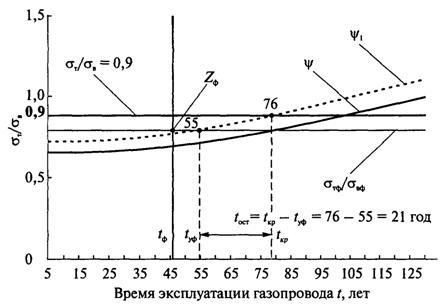 1,5
σт/σв = 0,9
Zф
ψ
ψ1
76
1,0
0,9
55
σт/σв
0,5
σтф/σвф
tост = tкр – tуф = 76 – 55 = 21 год
tф
tуф
tкр
0
5 15 25 35 45 55 65 75 85 95 105 115 125
Время эксплуатации газопровода t, лет